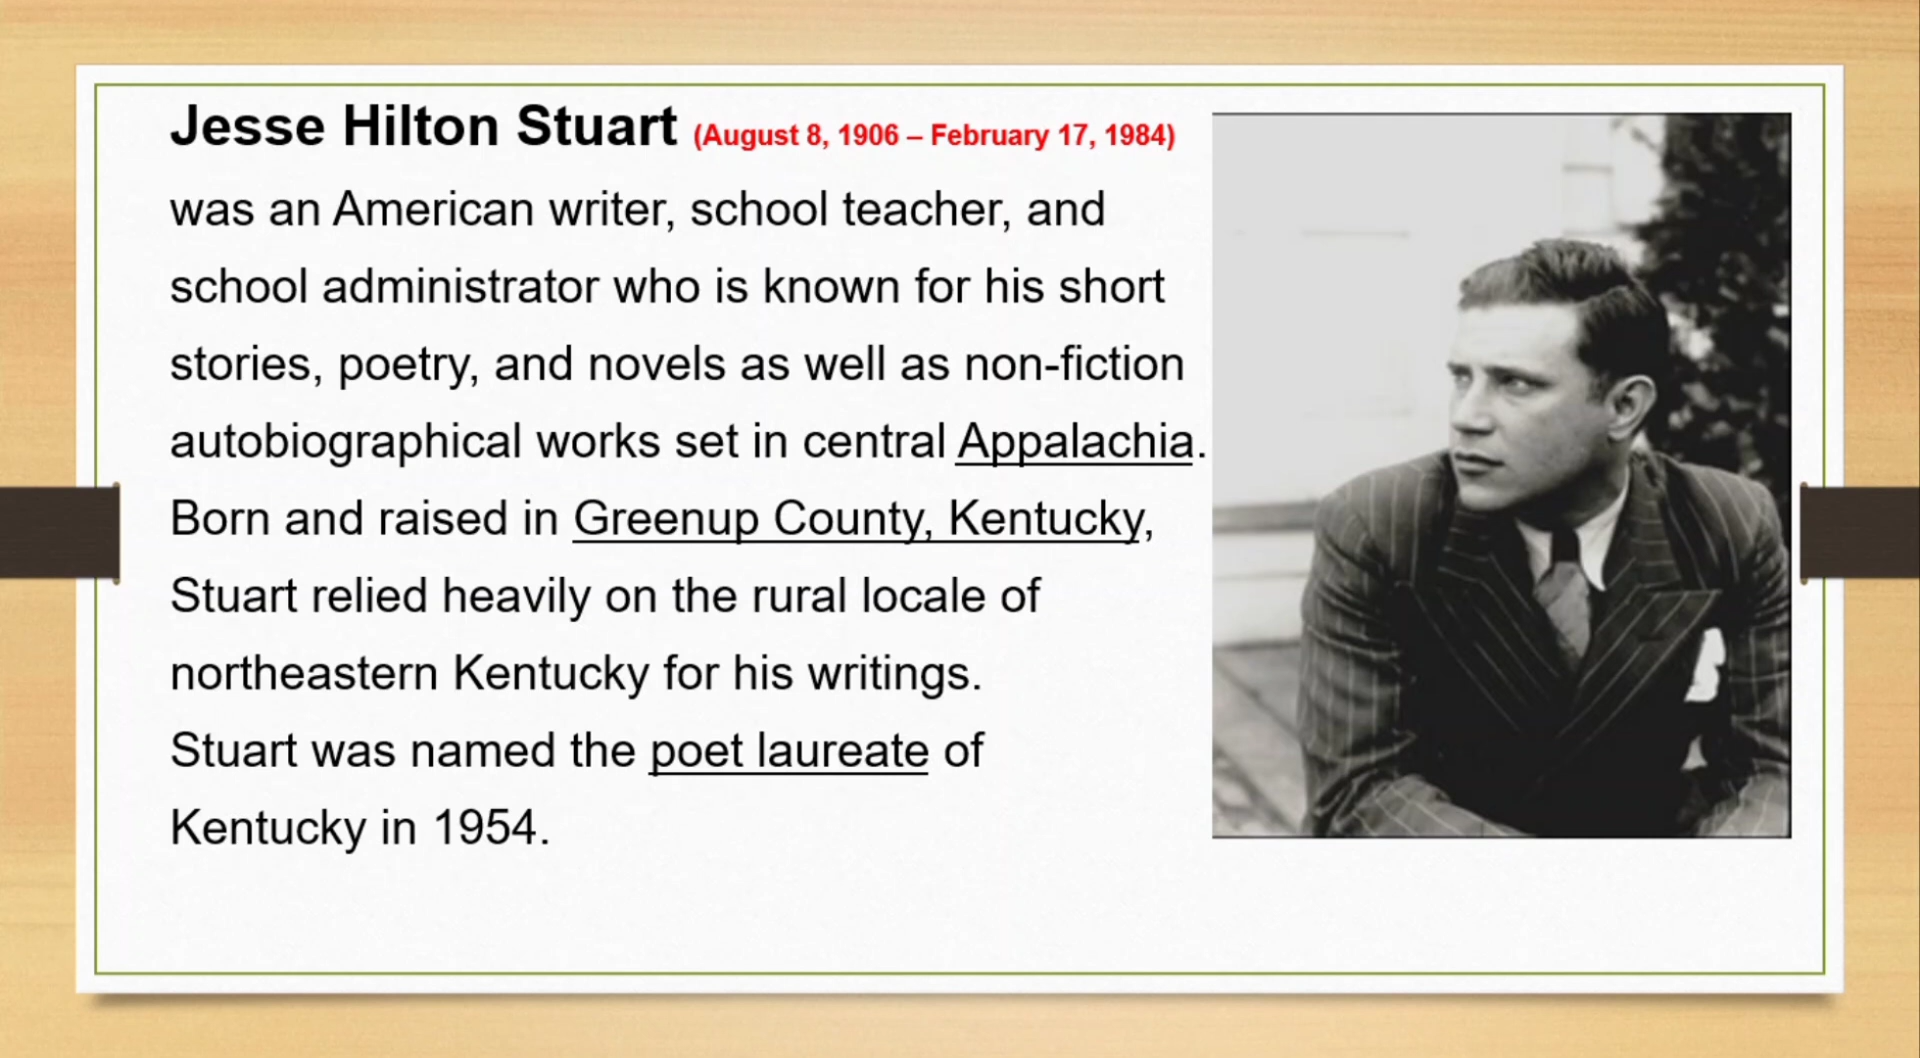 Jesse Hilton Stuart (August 8, 1906 – February 17, 1984)
was an American writer, school teacher, and
school administrator who is known for his short
stories, poetry, and novels as well as non-fiction
autobiographical works set in central Appalachia.
Born and raised in Greenup County, Kentucky,
Stuart relied heavily on the rural locale of
northeastern Kentucky for his writings.
Stuart was named the poet laureate of
Kentucky in 1954.